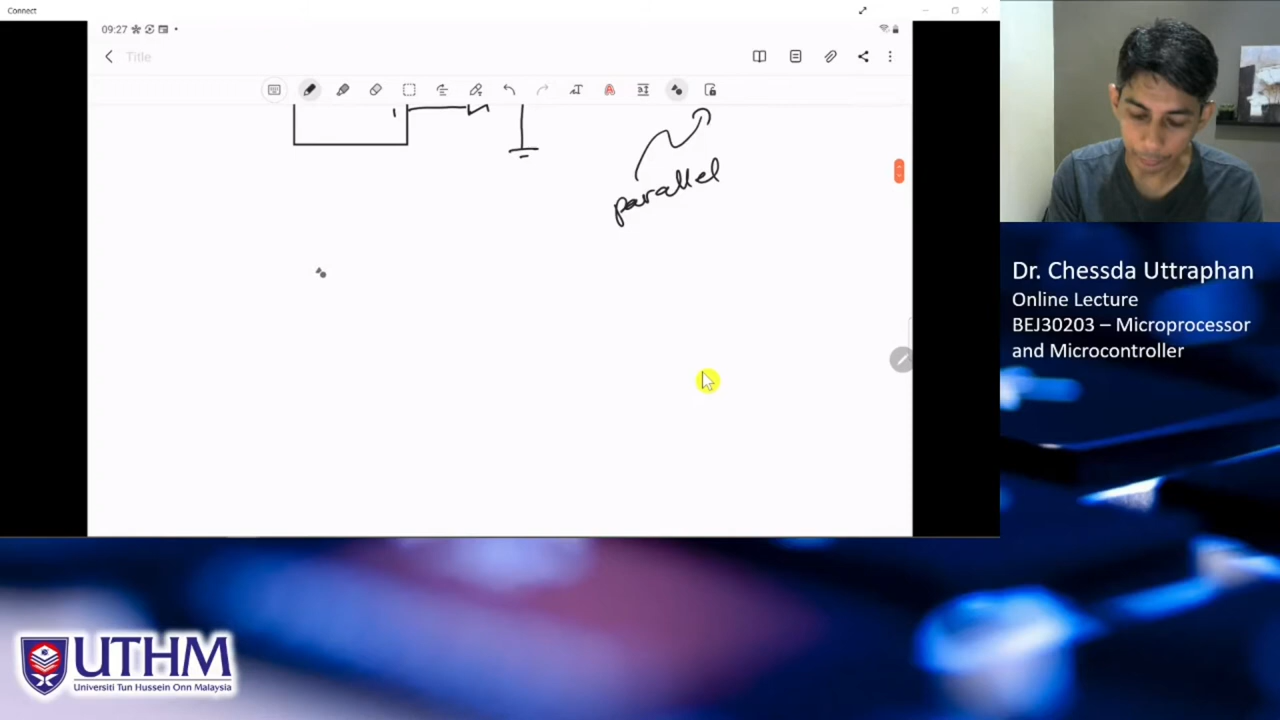 Connect
09:27
Title
1
parallel
Dr. Chessda Uttraphan
Online Lecture
BEJ30203 – Microprocessor
and Microcontroller
UTHM
Universiti Tun Hussein Onn Malaysia